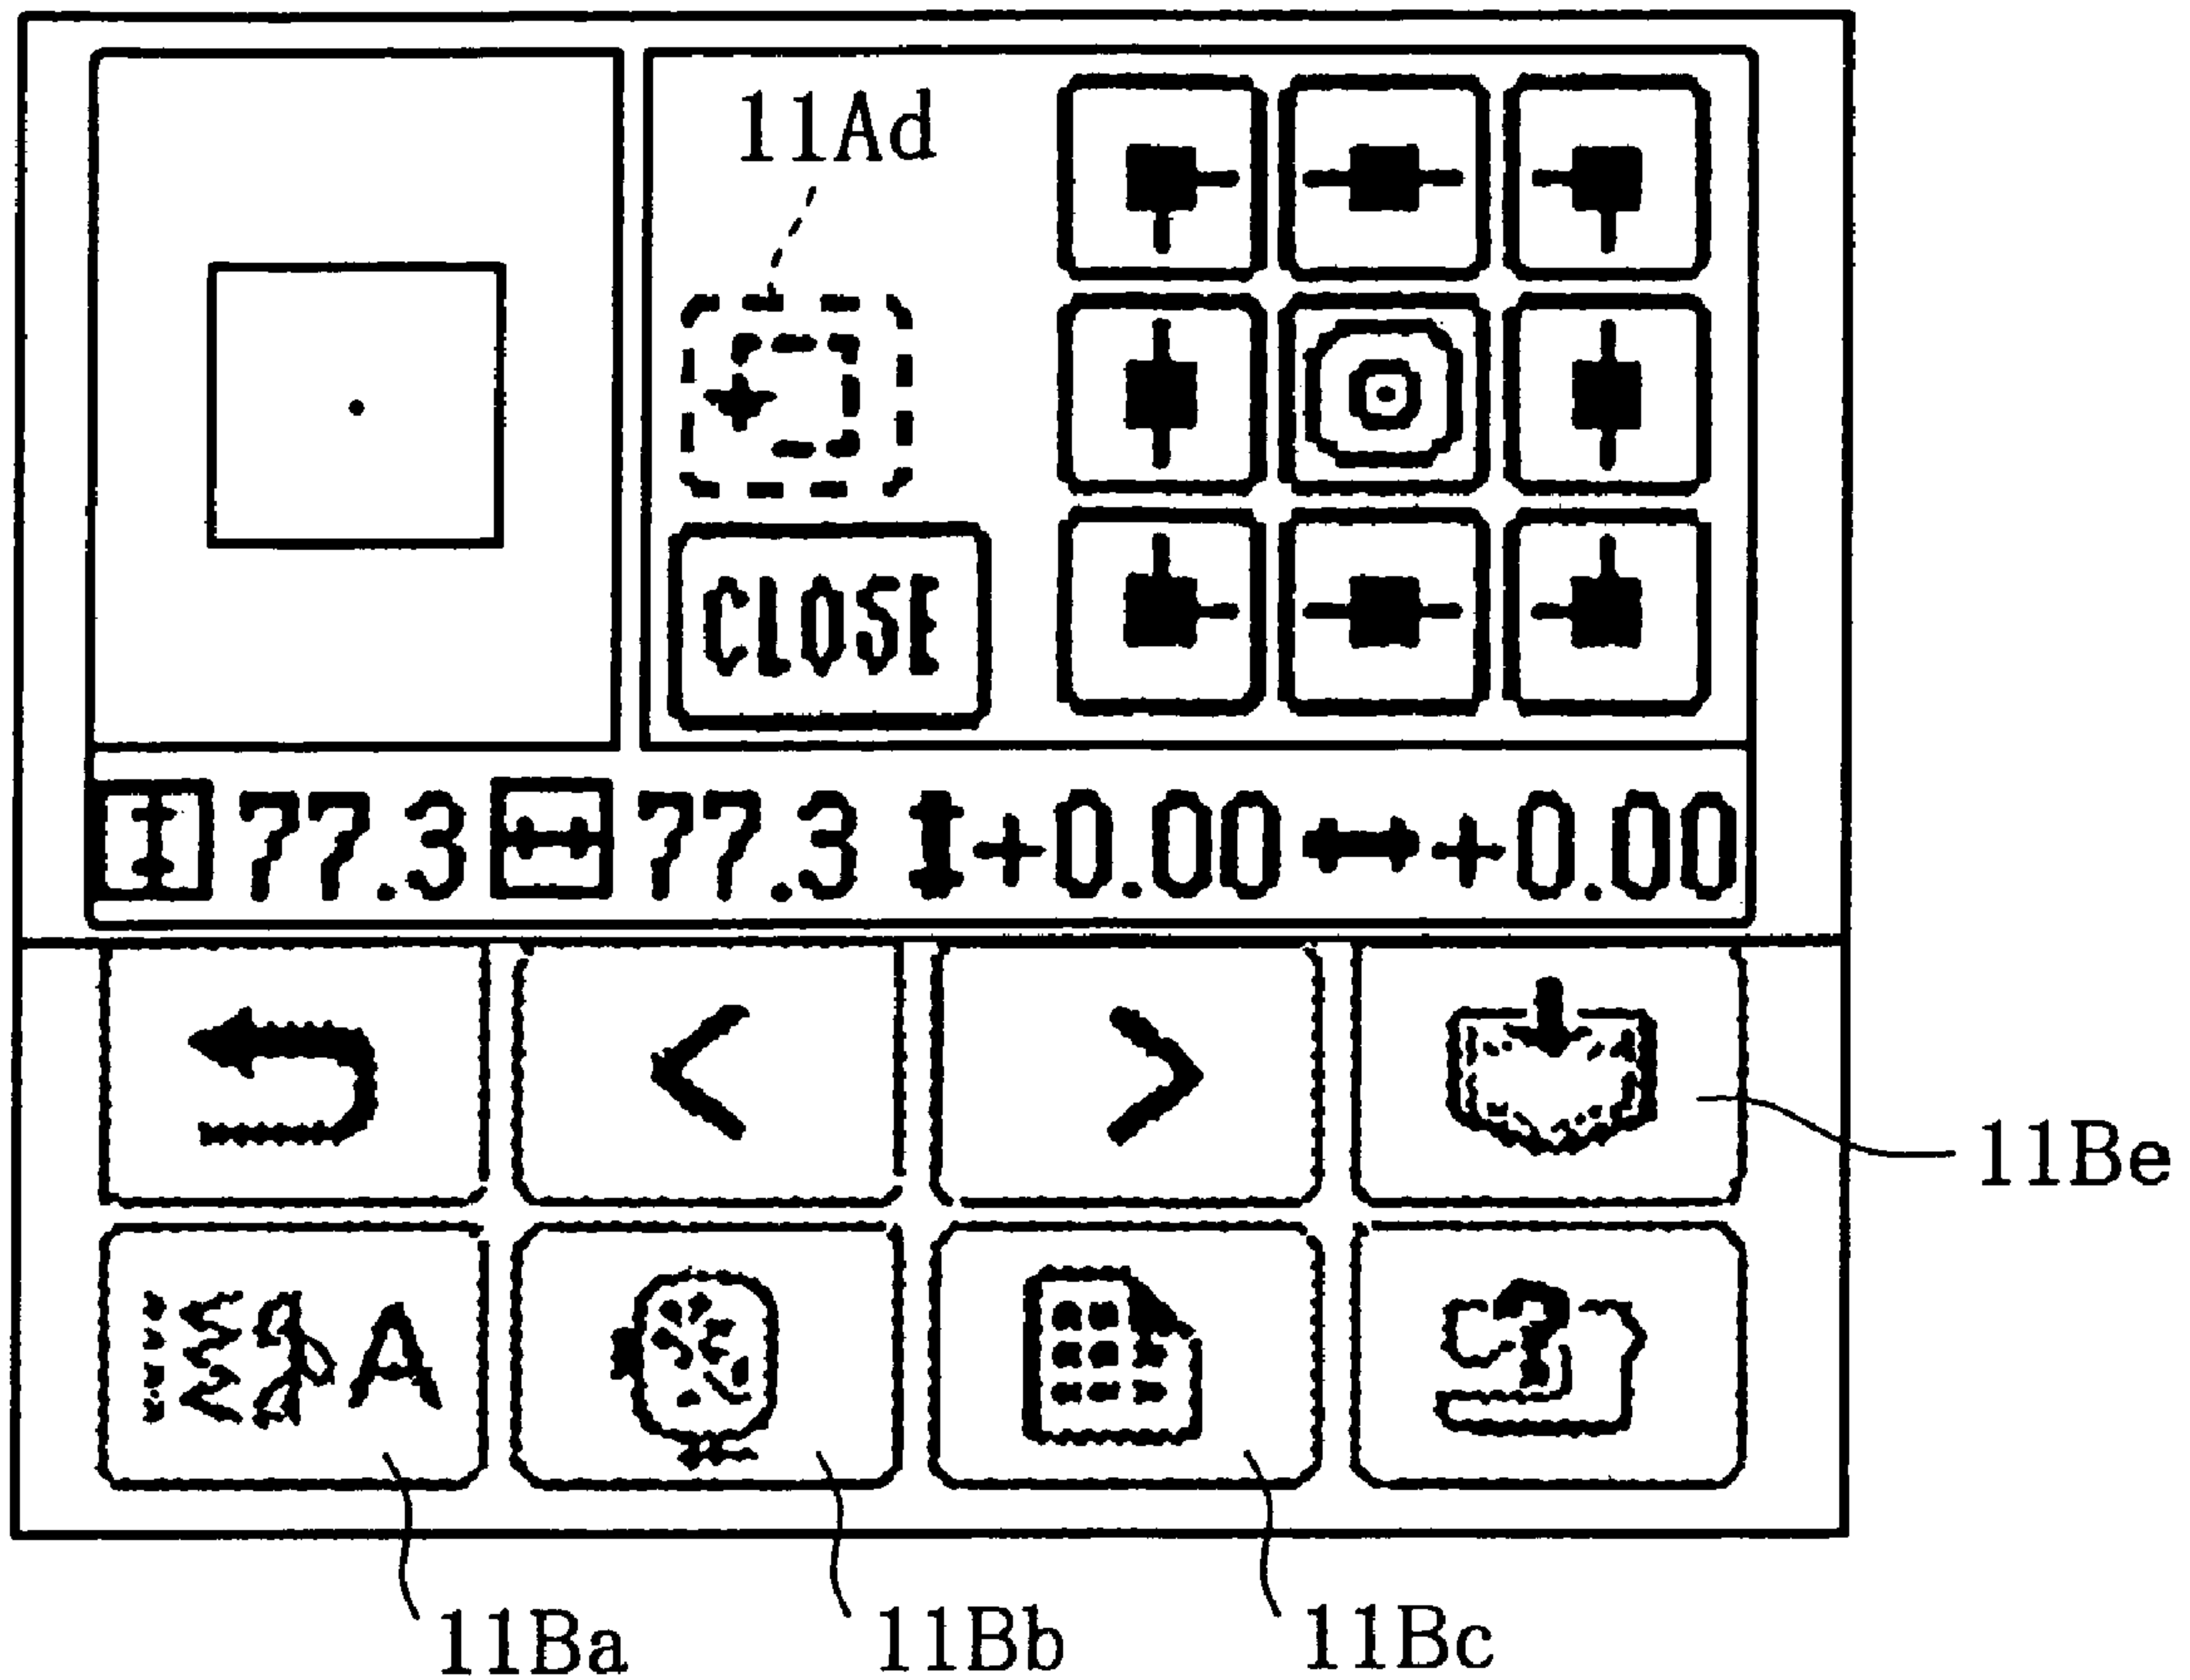 11Ad
CLOSE
77.3 77.3 +0.00 +0.00
< >
11Be
A
11Ba 11Bb 11Bc